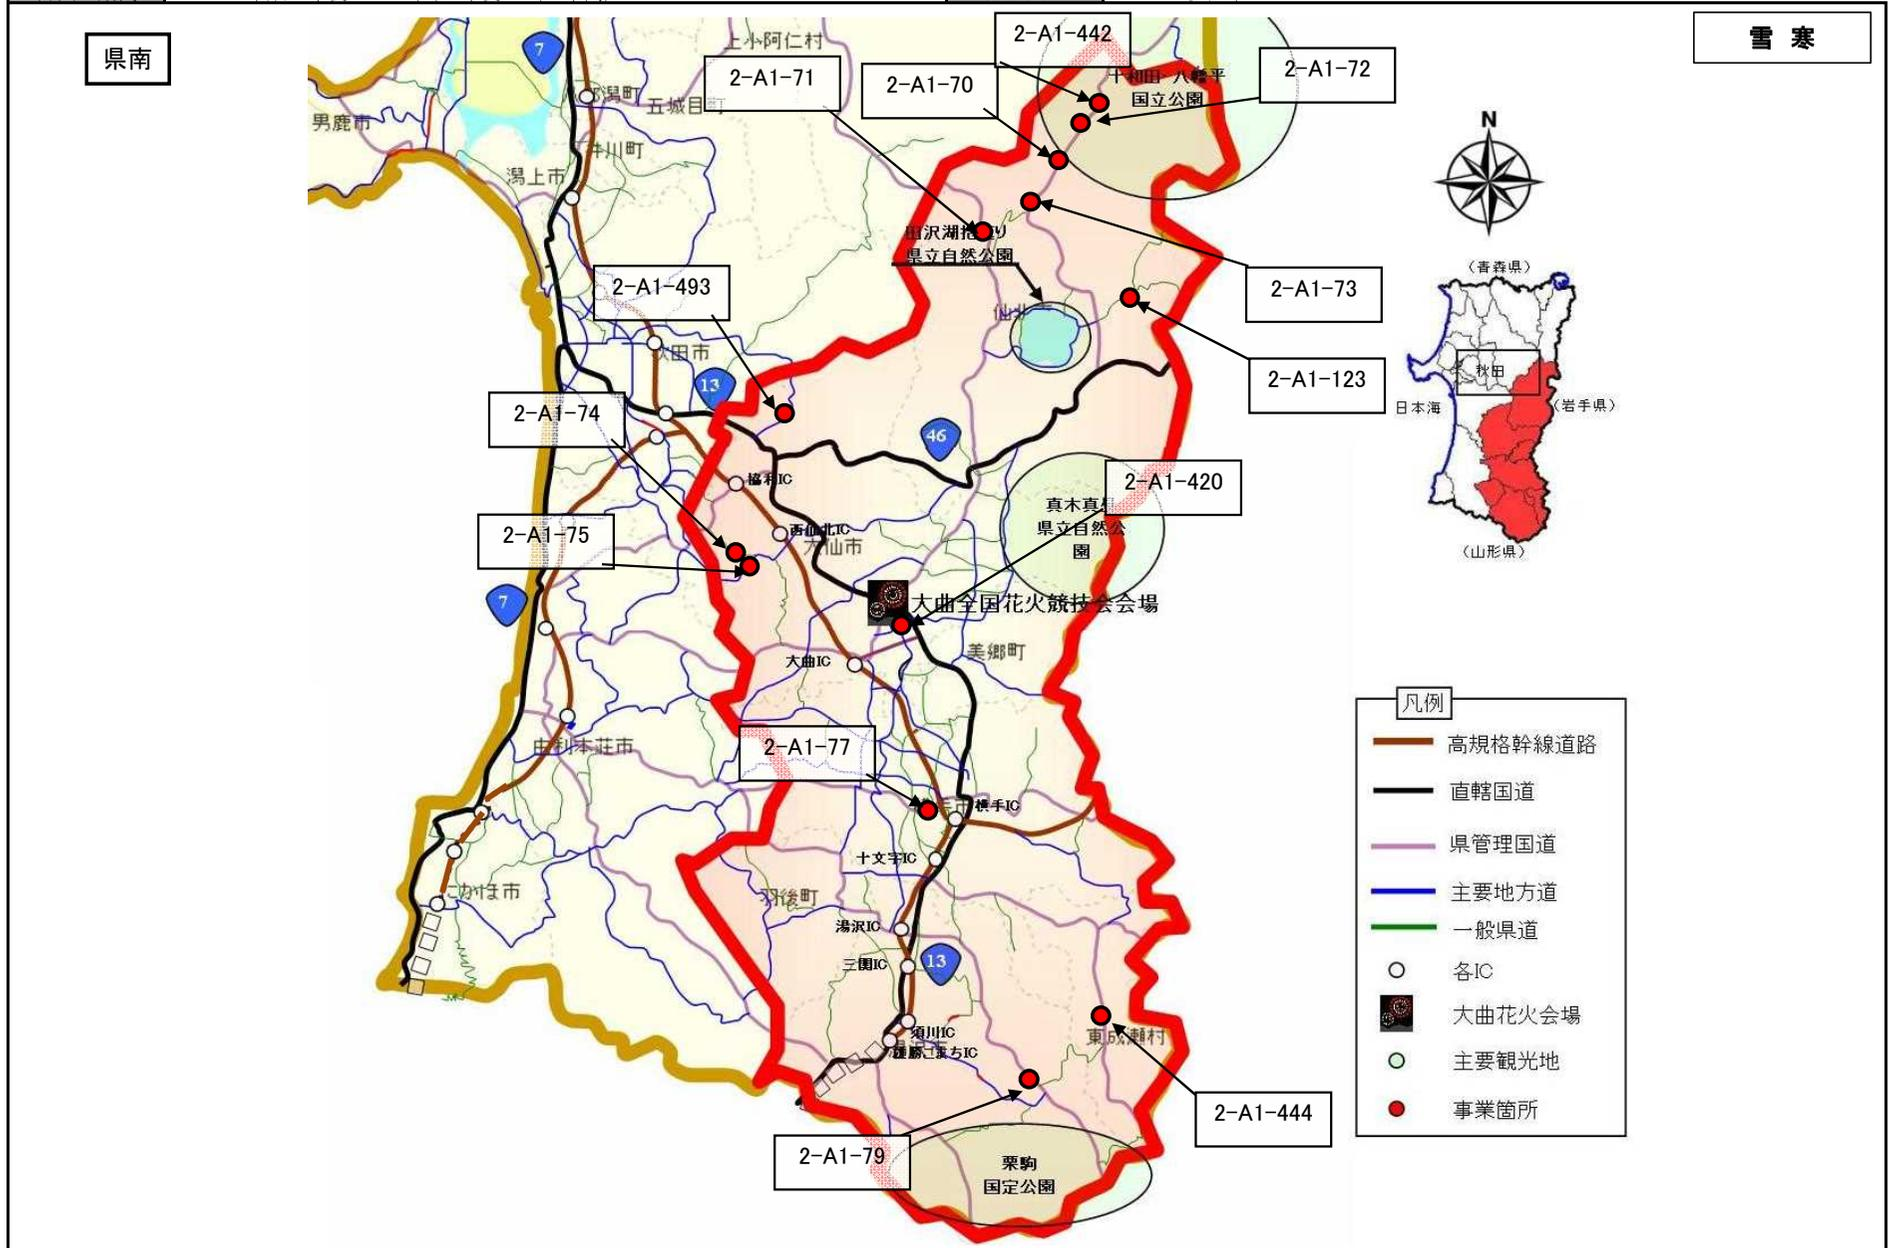 県南
雪寒
上小阿仁村
2-A1-442
2-A1-72
2-A1-71
2-A1-70
十和田・八幡平
国立公園
7
潟町
五城目町
男鹿市
井川町
潟上市
N
県立自然公園
2-A1-493
2-A1-73
仙北市
2-A1-123
秋田市
13
2-A1-74
46
2-A1-420
協和IC
真木真昼
県立自然公
園
2-A1-75
西仙北IC
大仙市
7
大曲全国花火競技会会場
大曲IC
美郷町
由利本荘市
2-A1-77
横手IC
十文字IC
にかほ市
羽後町
湯沢IC
三関IC
13
須川IC
雄勝こまちIC
東成瀬村
2-A1-444
2-A1-79
栗駒
国定公園
(青森県)
秋田
日本海
(岩手県)
(山形県)
凡例
高規格幹線道路
直轄国道
県管理国道
主要地方道
一般県道
各IC
大曲花火会場
主要観光地
事業箇所